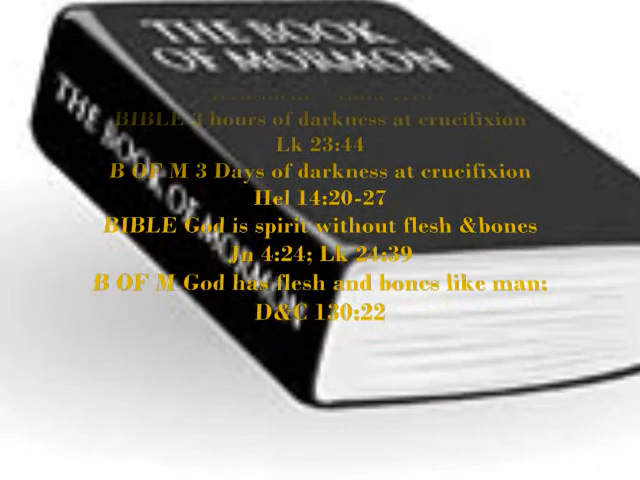 THE BOOK
OF MORMON
THE BOOK OF MORMON
BIBLE 3 hours of darkness at crucifixion
Lk 23:44
B OF M 3 Days of darkness at crucifixion
Hel 14:20-27
BIBLE God is spirit without flesh &bones
Jn 4:24; Lk 24:39
B OF M God has flesh and bones like man;
D&C 130:22